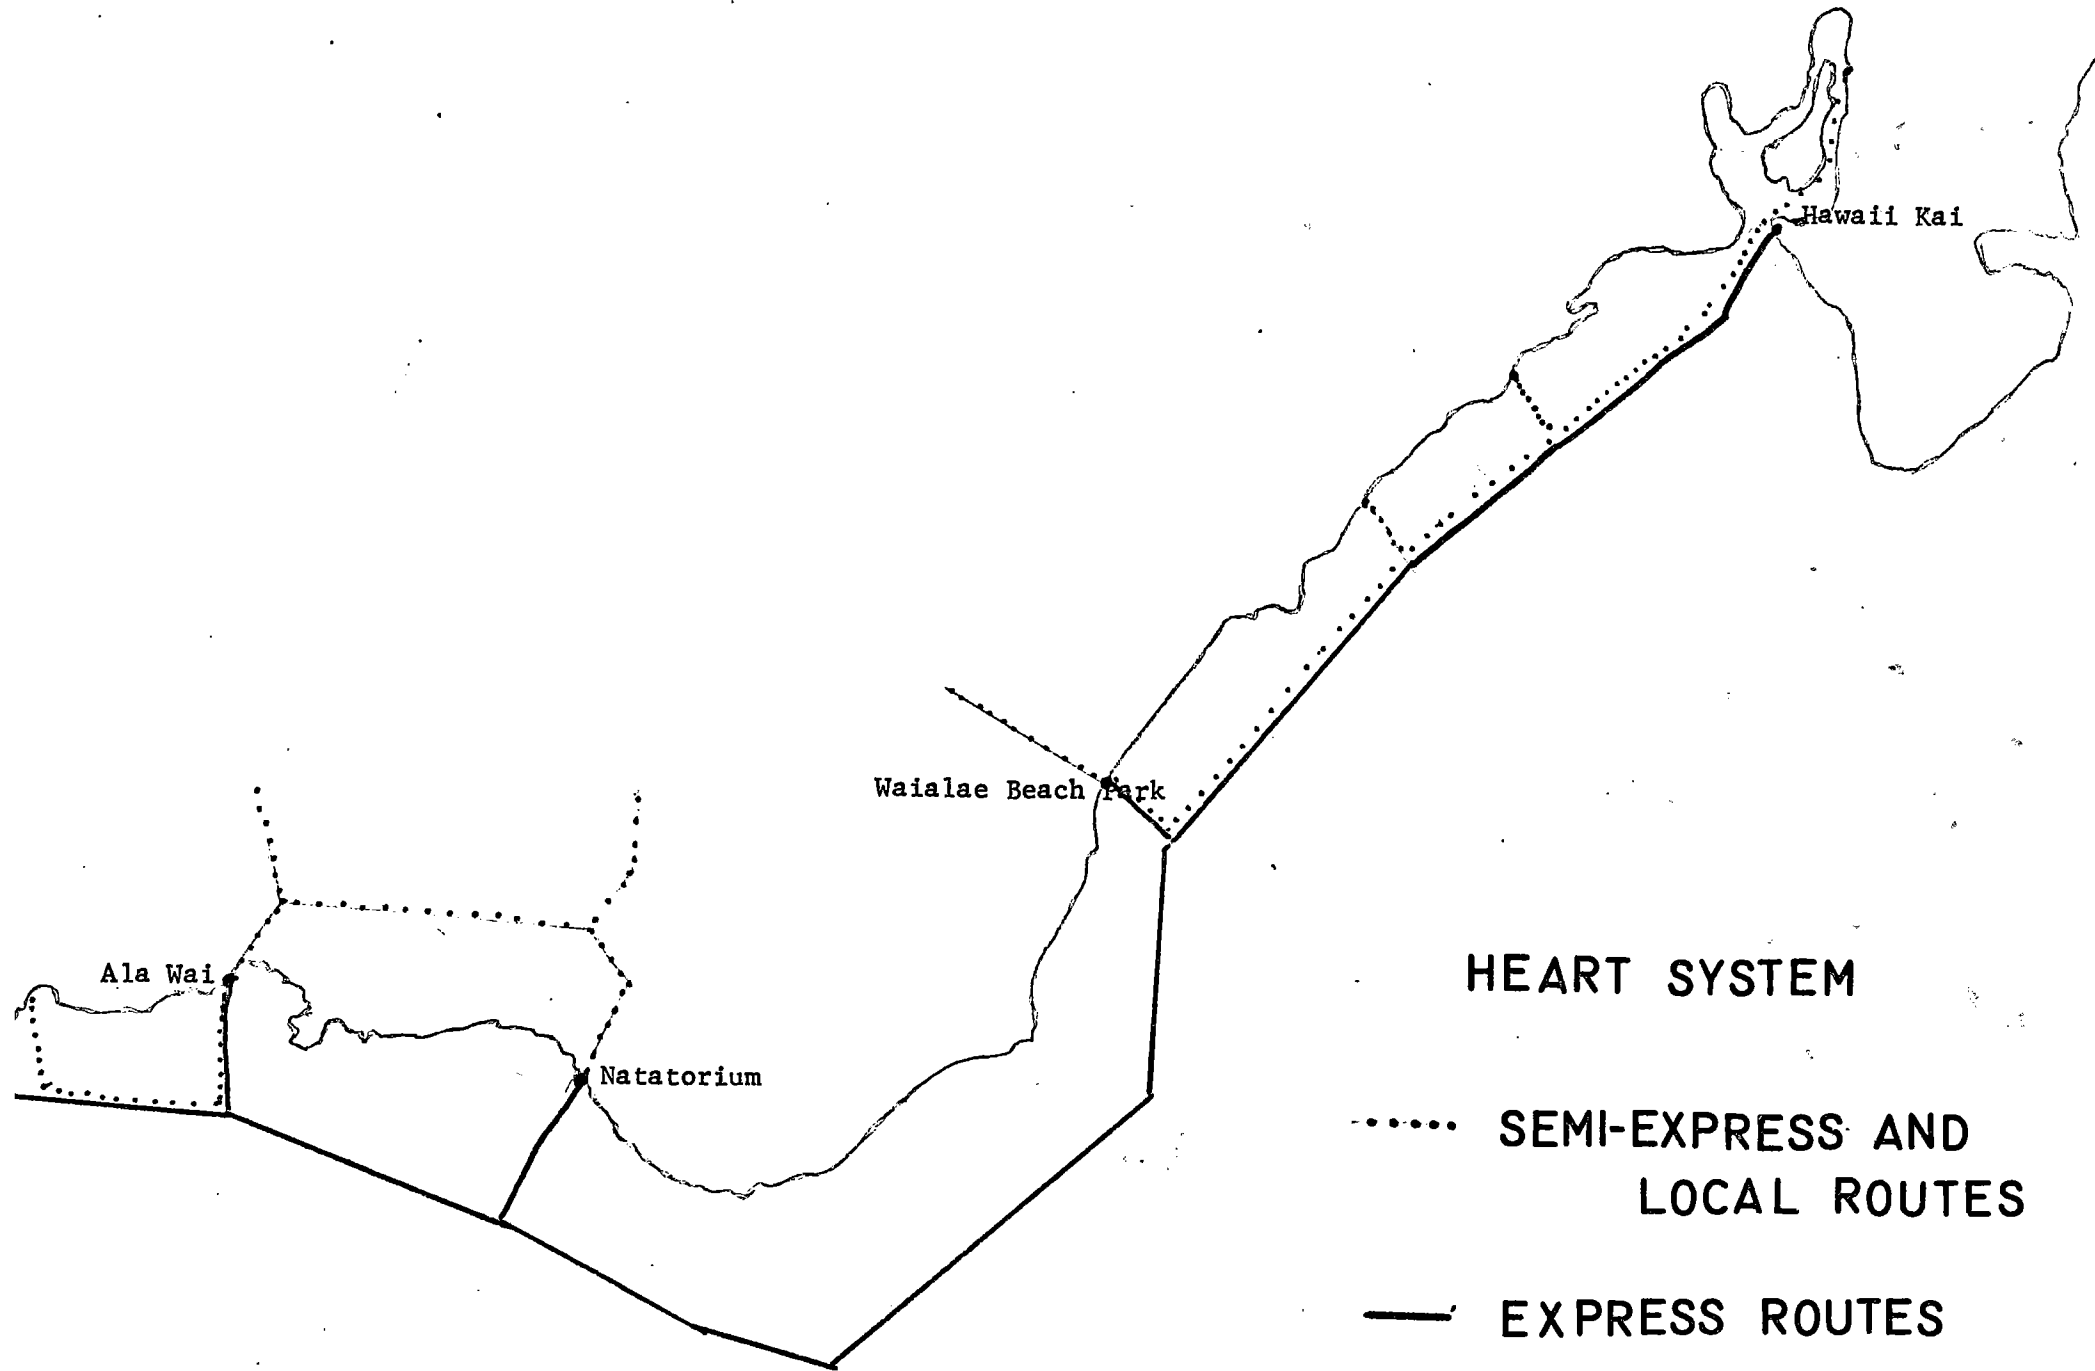 Hawaii Kai
Waialae Beach Park
Ala Wai
Natatorium
HEART SYSTEM
SEMI-EXPRESS AND
LOCAL ROUTES
EXPRESS ROUTES